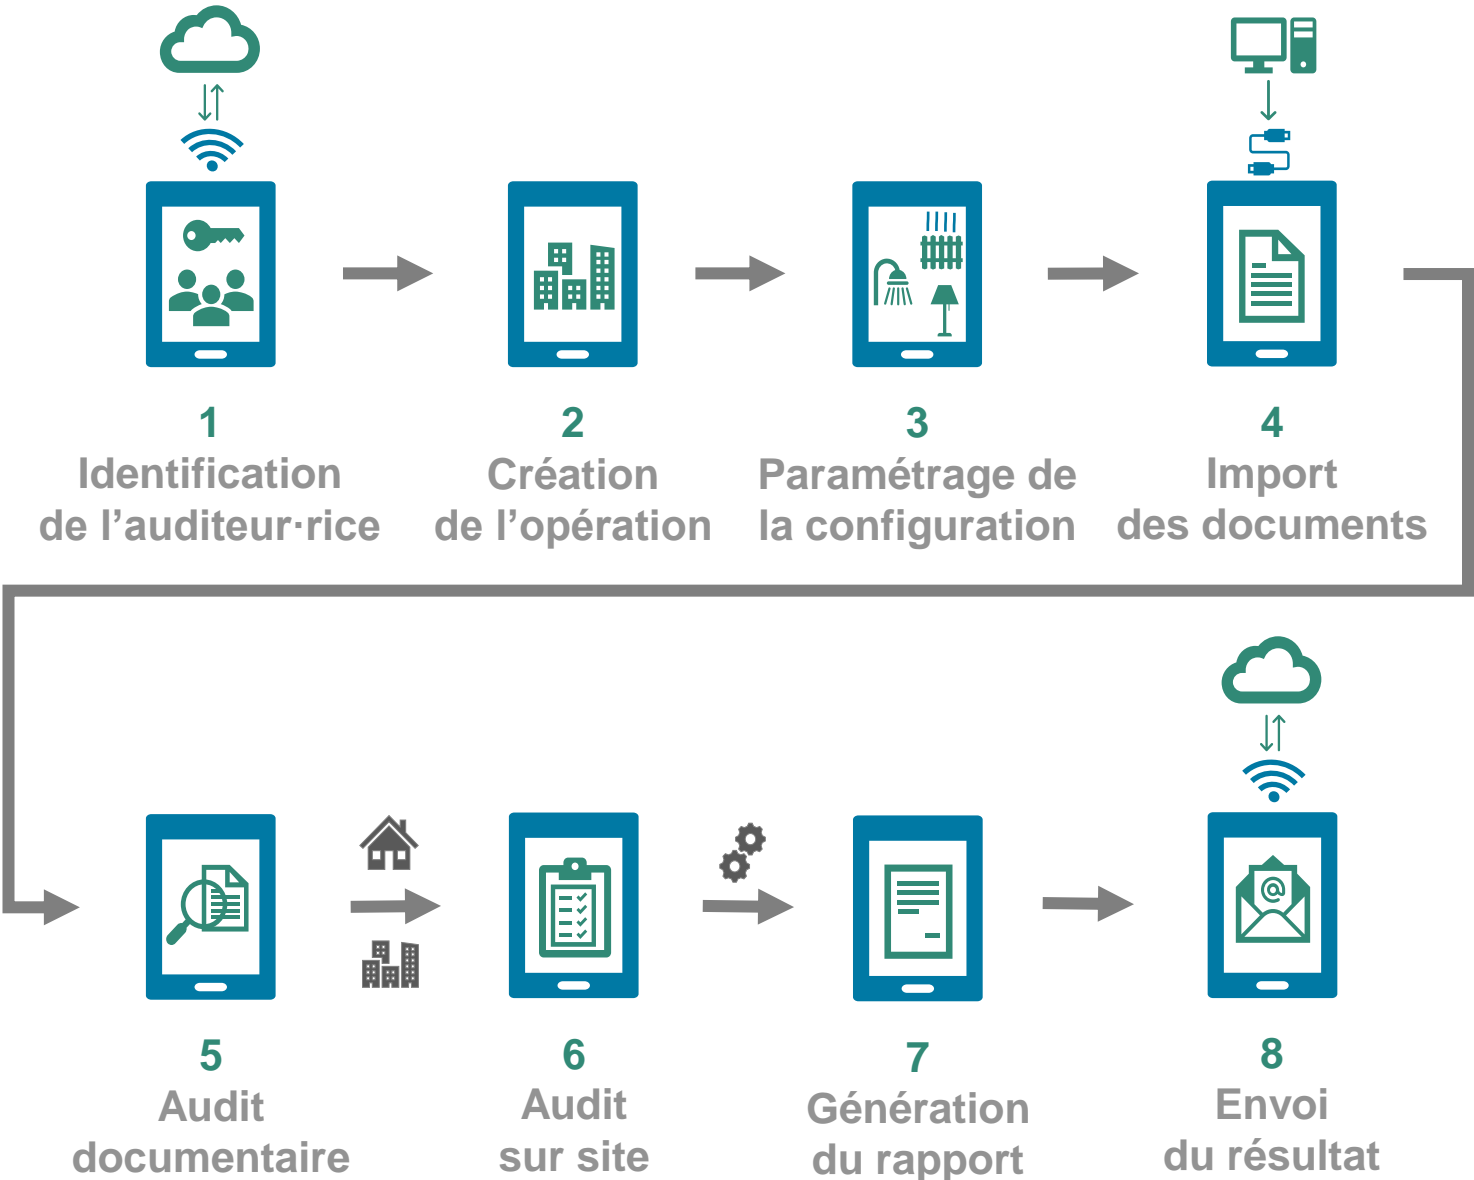 1
Identification
de l’auditeur·rice
2
Création
de l’opération
3
Paramétrage de
la configuration
4
Import
des documents
5
Audit
documentaire
6
Audit
sur site
7
Génération
du rapport
@
8
Envoi
du résultat